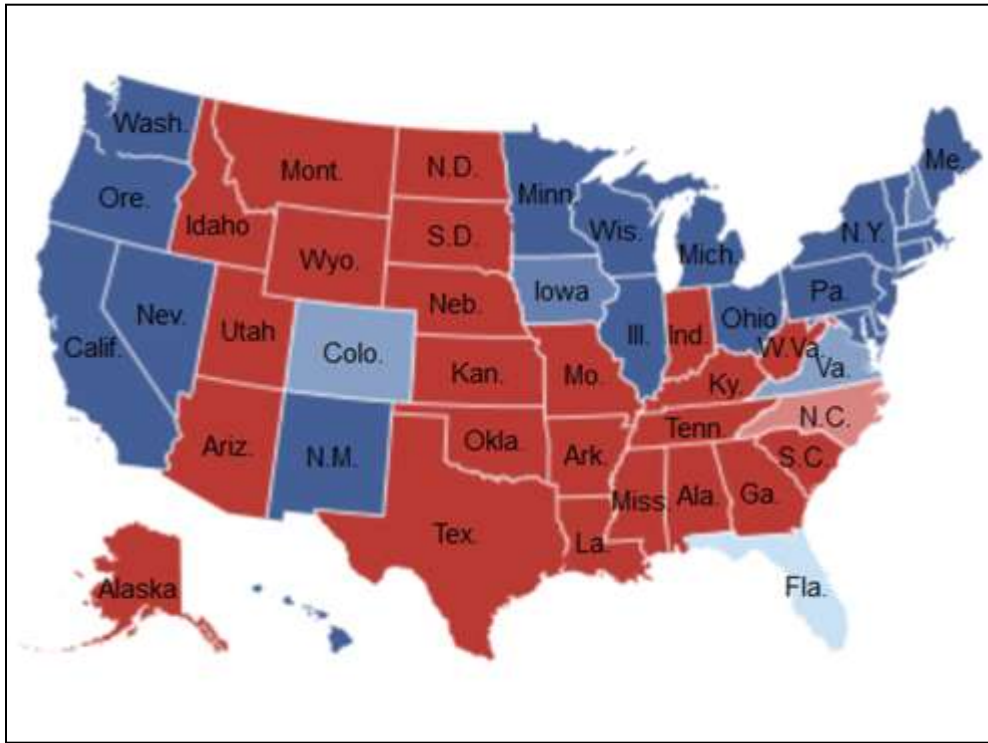 Wash.
Me.
Mont.
N.D.
Minn.
Ore.
Idaho
S.D.
Wis.
N.Y.
Mich.
Wyo.
Iowa
Pa.
Neb.
Nev.
Utah
Ill.
Ind.
Ohio
Calif.
Colo.
W.Va.
Va.
Kan.
Mo.
Ky.
N.C.
Tenn.
Ariz.
N.M.
Okla.
Ark.
S.C.
Miss.
Ala.
Ga.
Tex.
La.
Alaska
Fla.